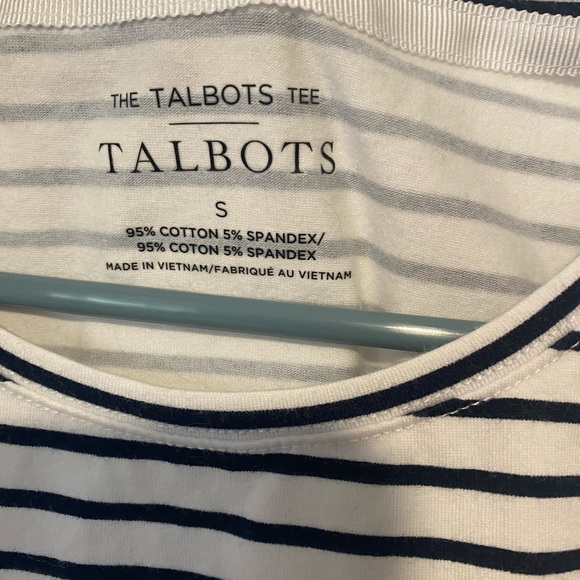 THE TALBOTS TEE
TALBOTS
S
95% COTTON 5% SPANDEX/
95% COTON 5% SPANDEX
MADE IN VIETNAM/FABRIQUÉ AU VIETNAM